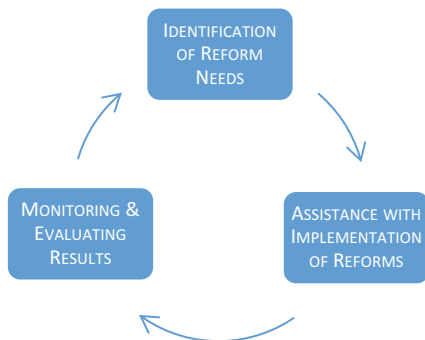 IDENTIFICATION
OF REFORM
NEEDS
ASSISTANCE WITH
IMPLEMENTATION
OF REFORMS
MONITORING &
EVALUATING
RESULTS